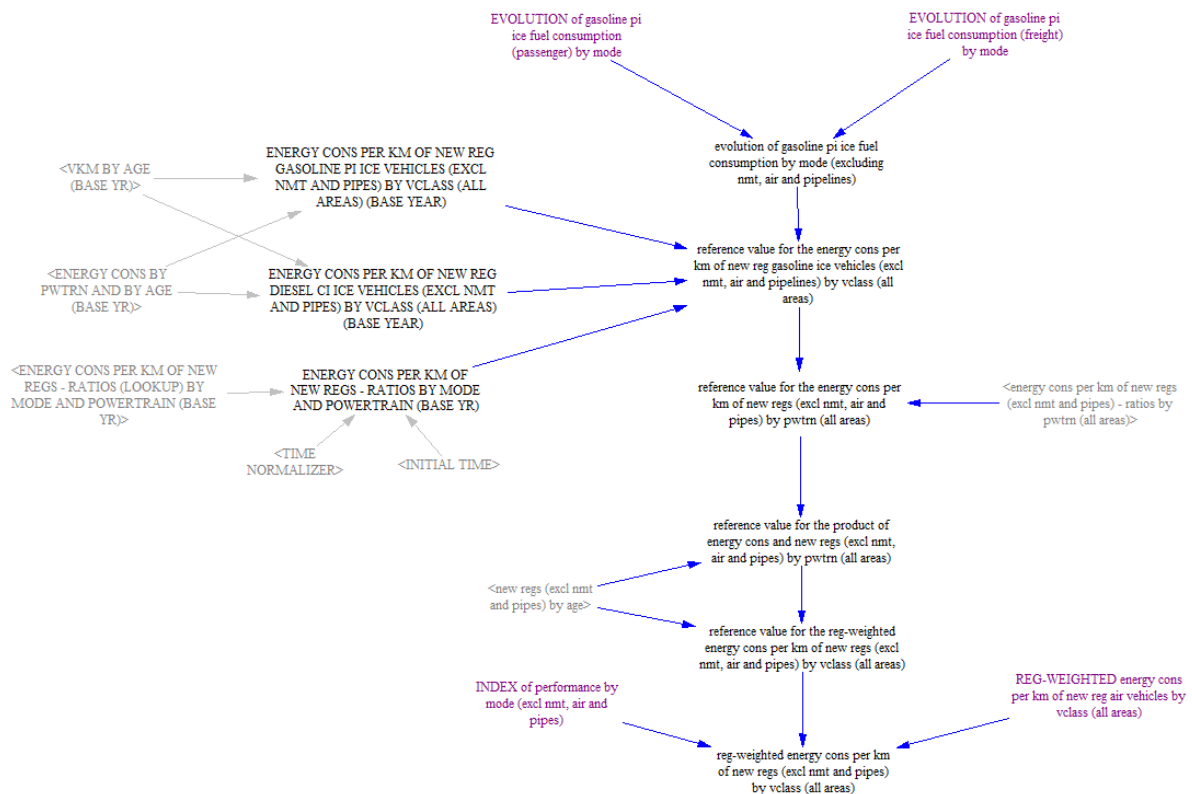 EVOLUTION of gasoline pi
ice fuel consumption
(passenger) by mode
EVOLUTION of gasoline pi
ice fuel consumption (freight)
by mode
evolution of gasoline pi ice fuel
consumption by mode (excluding
nmt, air and pipelines)
<VKM BY AGE
(BASE YR)>
ENERGY CONS PER KM OF NEW REG
GASOLINE PI ICE VEHICLES (EXCL
NMT AND PIPES) BY VCLASS (ALL
AREAS) (BASE YEAR)
<ENERGY CONS BY
PWTRN AND BY AGE
(BASE YR)>
ENERGY CONS PER KM OF NEW REG
DIESEL CI ICE VEHICLES (EXCL NMT
AND PIPES) BY VCLASS (ALL AREAS)
(BASE YEAR)
reference value for the energy cons per
km of new reg gasoline ice vehicles (excl
nmt, air and pipelines) by vclass (all
areas)
<ENERGY CONS PER KM OF NEW
REGS - RATIOS (LOOKUP) BY
MODE AND POWERTRAIN (BASE
YR)>
ENERGY CONS PER KM OF
NEW REGS - RATIOS BY MODE
AND POWERTRAIN (BASE YR)
<TIME
NORMALIZER>
<INITIAL TIME>
reference value for the energy cons per
km of new regs (excl nmt, air and
pipes) by pwtrn (all areas)
<energy cons per km of new regs
(excl nmt and pipes) - ratios by
pwtrn (all areas)>
reference value for the product of
energy cons and new regs (excl nmt,
air and pipes) by pwtrn (all areas)
<new regs (excl nmt
and pipes) by age>
reference value for the reg-weighted
energy cons per km of new regs (excl
nmt, air and pipes) by vclass (all areas)
INDEX of performance by
mode (excl nmt, air and
pipes)
REG-WEIGHTED energy cons
per km of new reg air vehicles by
vclass (all areas)
reg-weighted energy cons per km
of new regs (excl nmt and pipes)
by vclass (all areas)